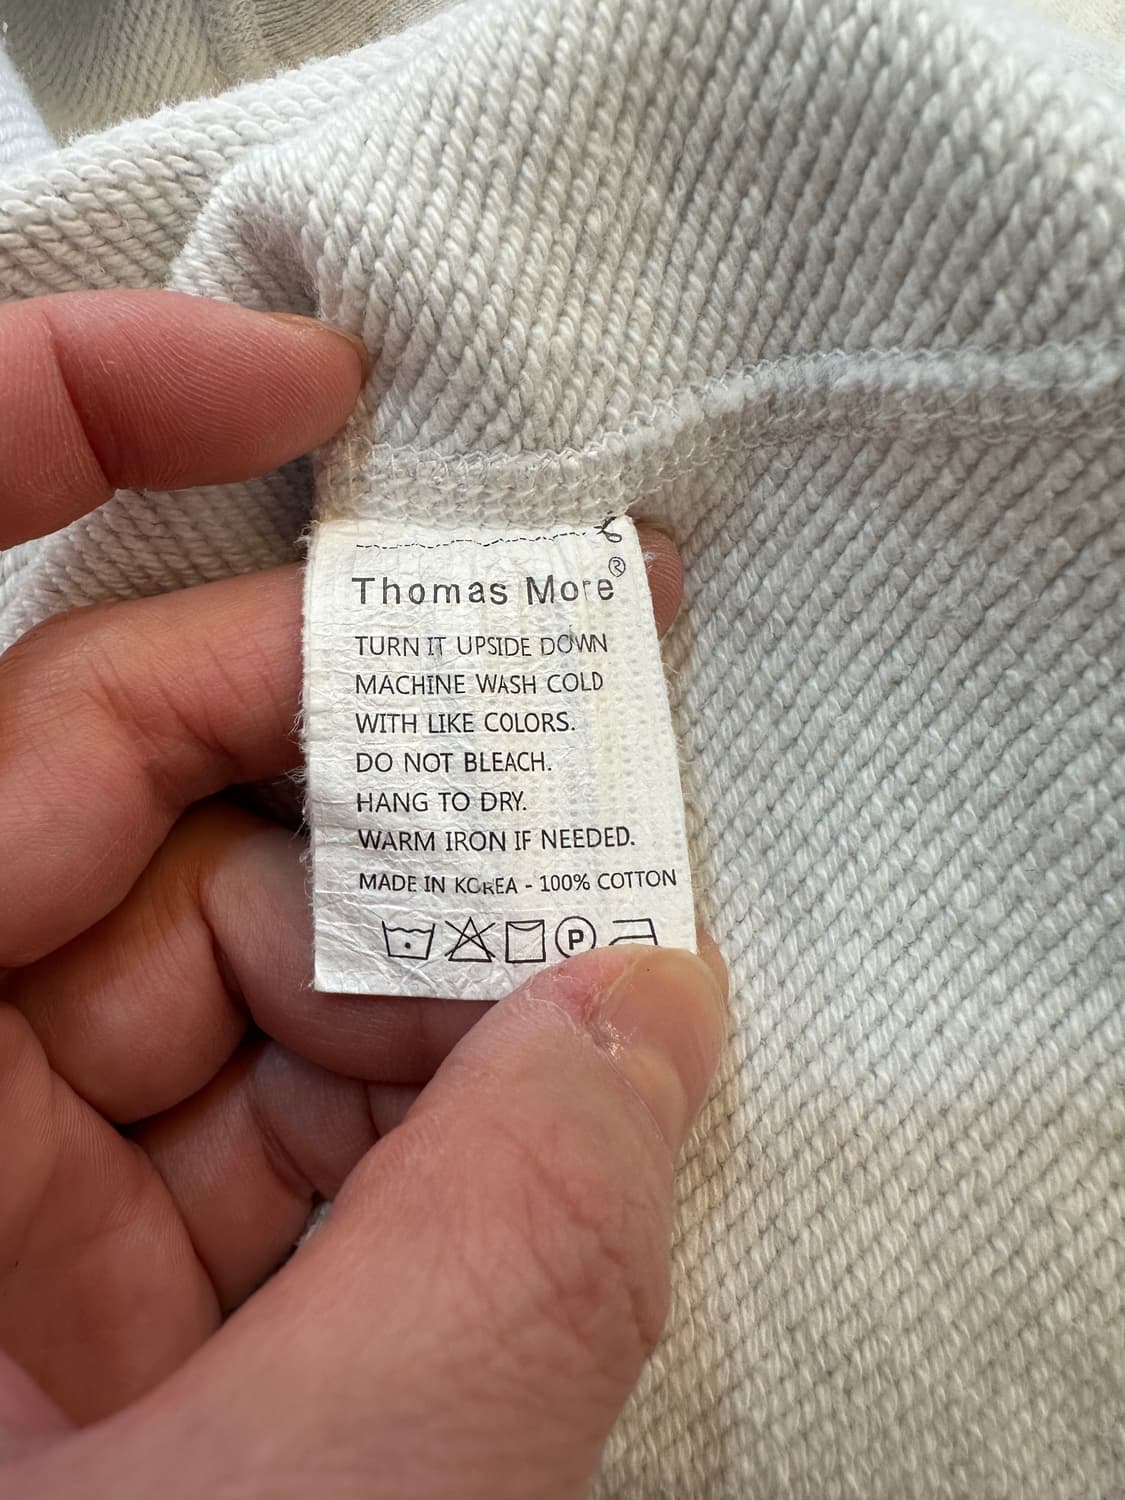 Thomas More®
TURN IT UPSIDE DOWN
MACHINE WASH COLD
WITH LIKE COLORS.
DO NOT BLEACH.
HANG TO DRY.
WARM IRON IF NEEDED.
MADE IN KOREA - 100% COTTON
P